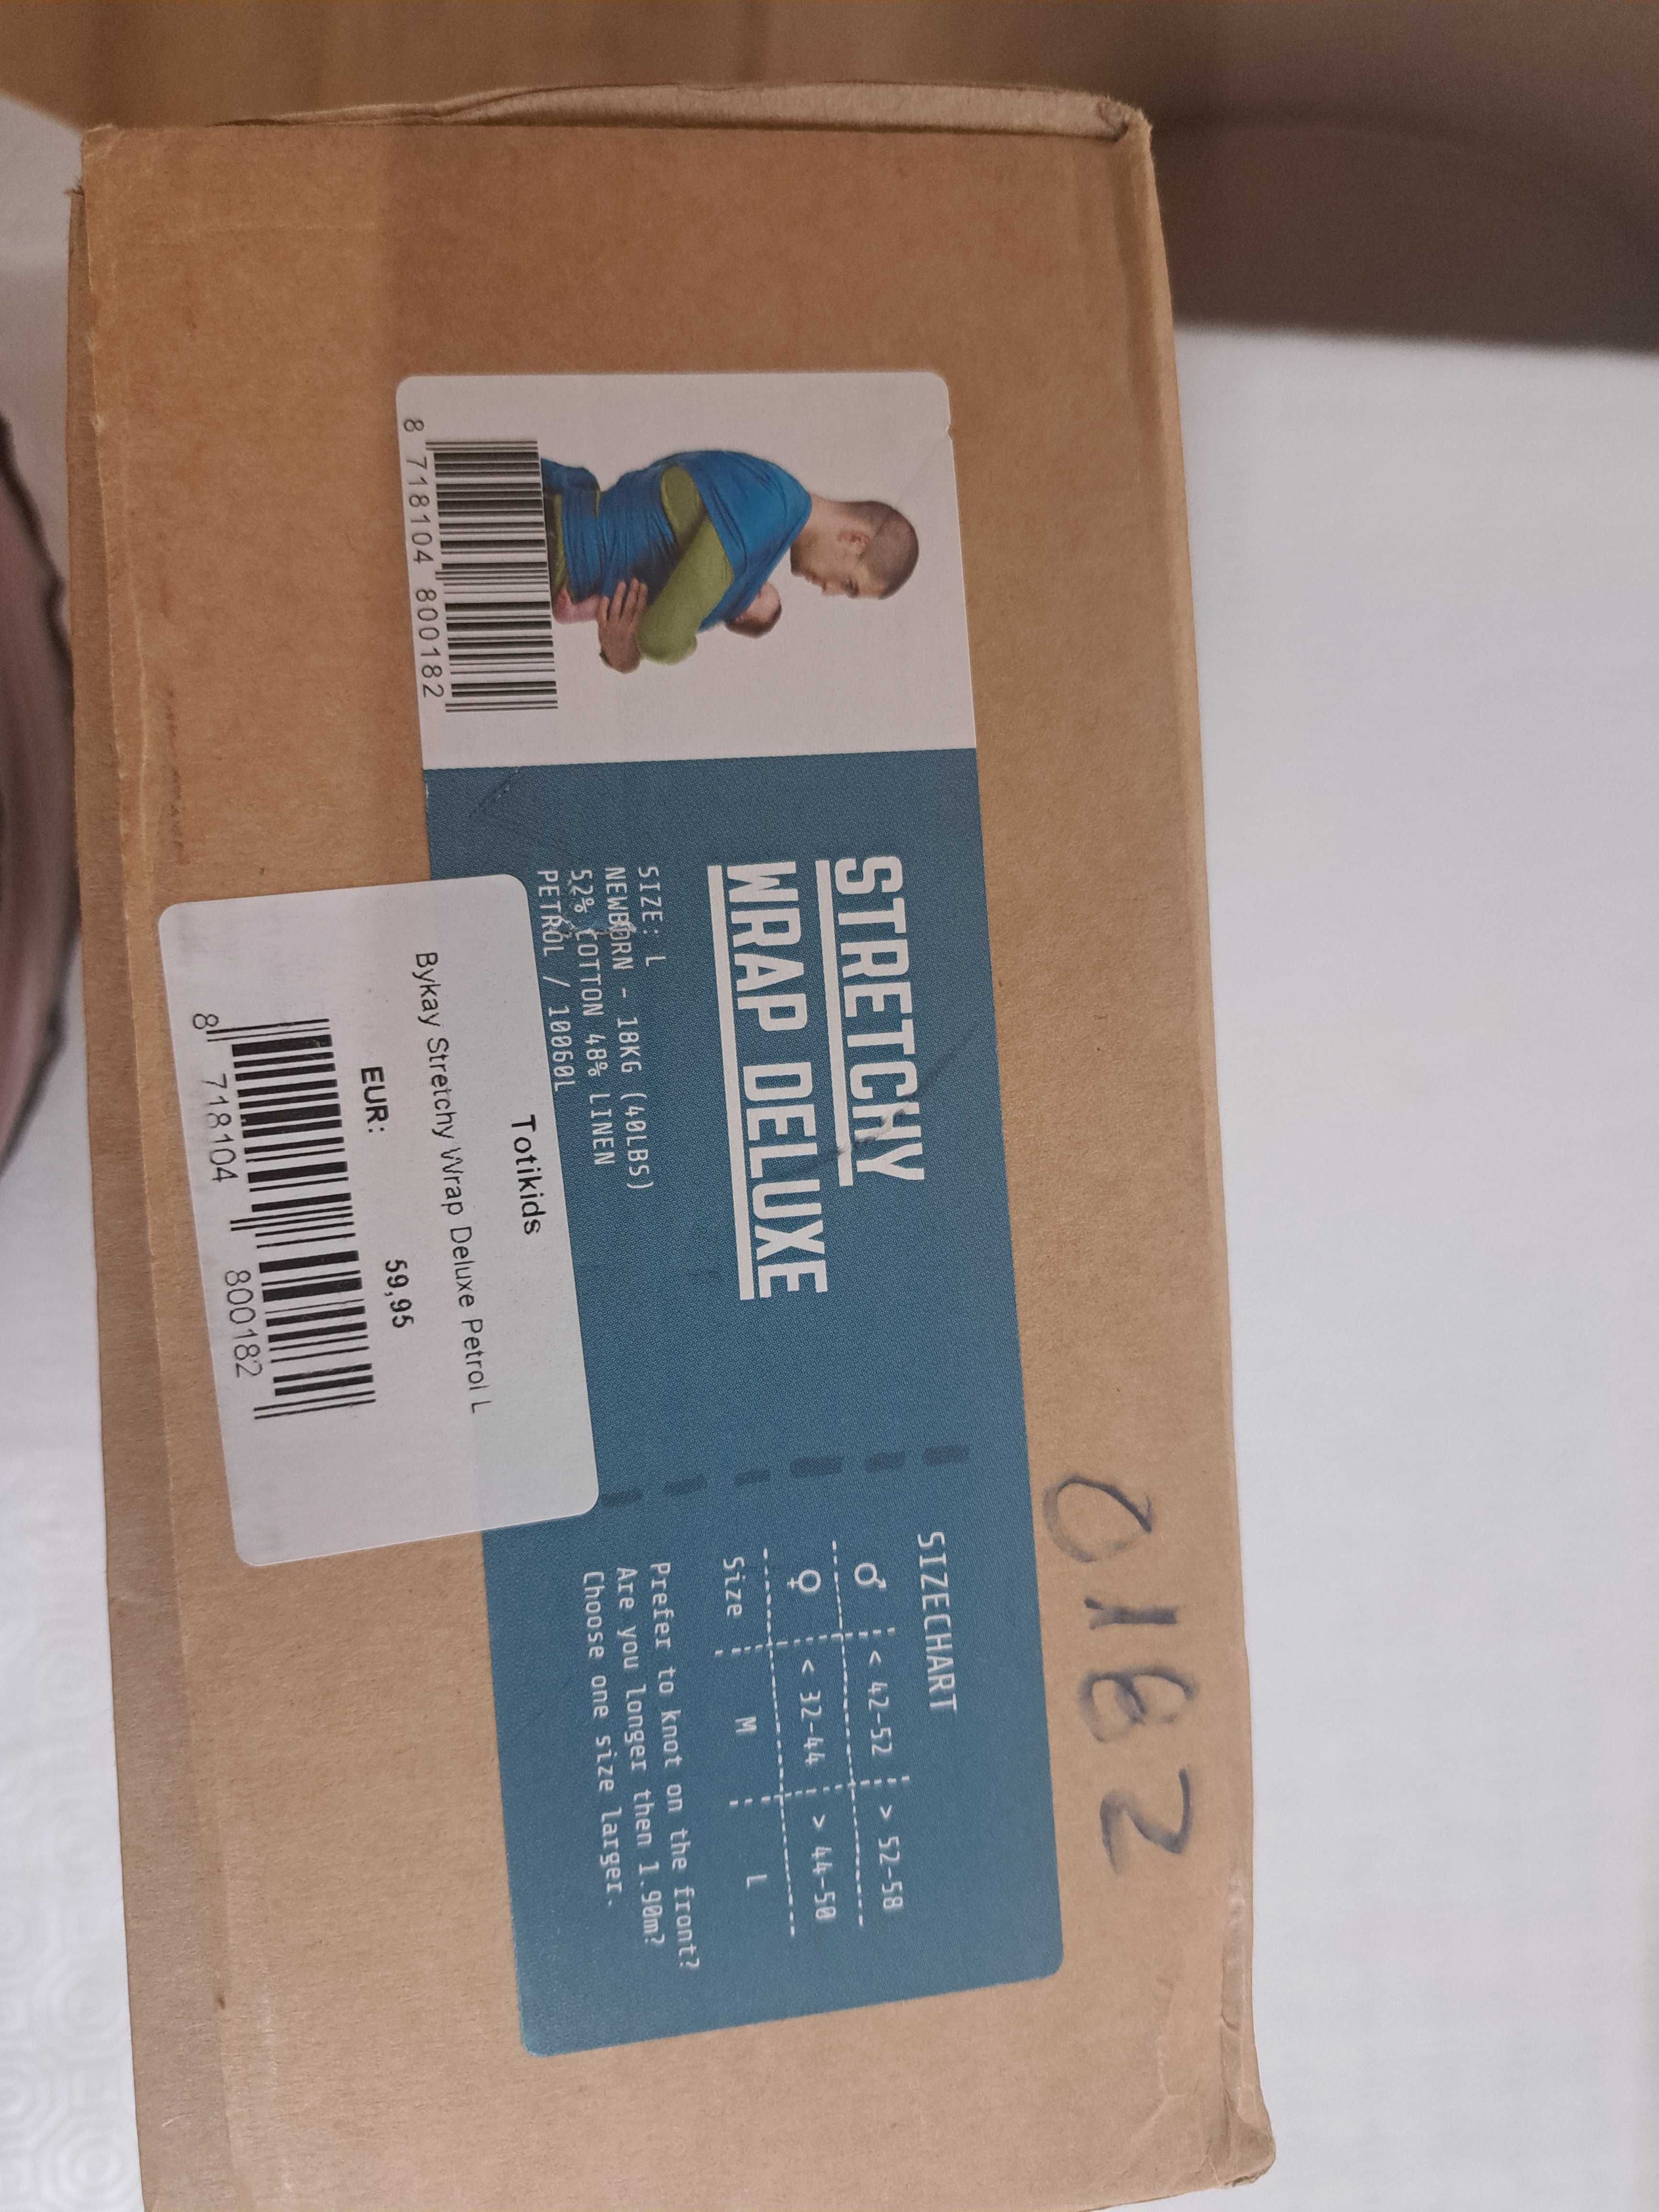 0182
STRETCHY
WRAP DELUXE
SIZE: L
NEWBORN - 18KG (40LBS)
52% COTTON 48% LINEN
PETROL / 10060L
8 718104 800182
SIZECHART
♂ < 42-52 > 52-58
♀ < 32-44 > 44-50
Size M L
Prefer to knot on the front?
Are you longer then 1.90m?
Choose one size larger.
Totikids
Bykay Stretchy Wrap Deluxe Petrol L
EUR: 59,95
8 718104 800182